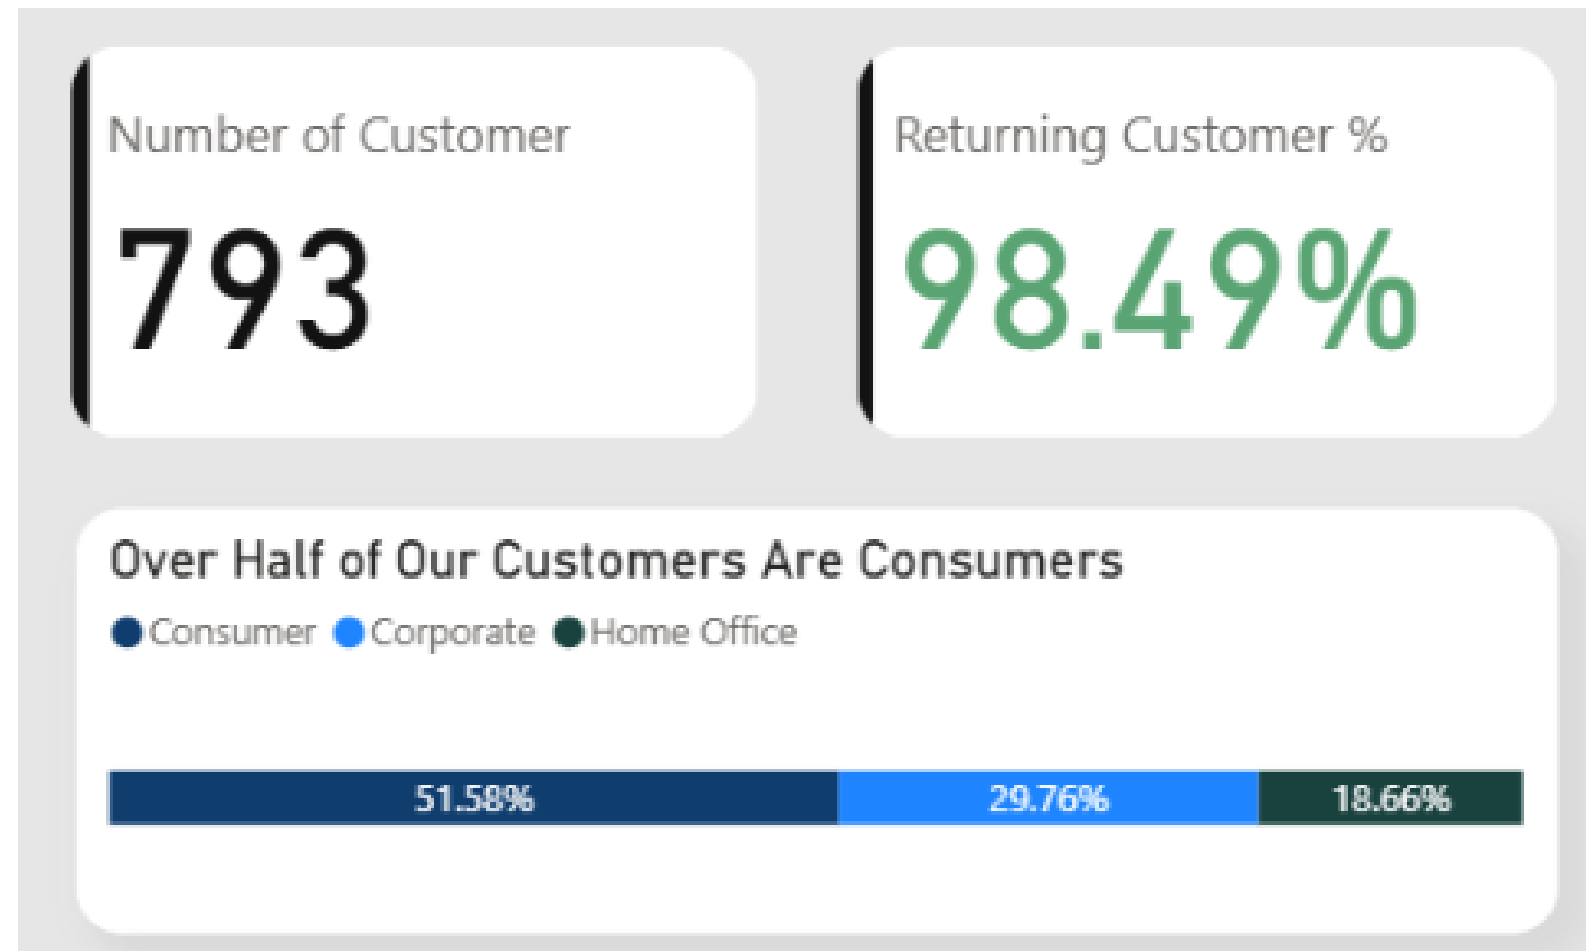 Number of Customer
793
Returning Customer %
98.49%
Over Half of Our Customers Are Consumers
Consumer Corporate Home Office
51.58% 29.76% 18.66%